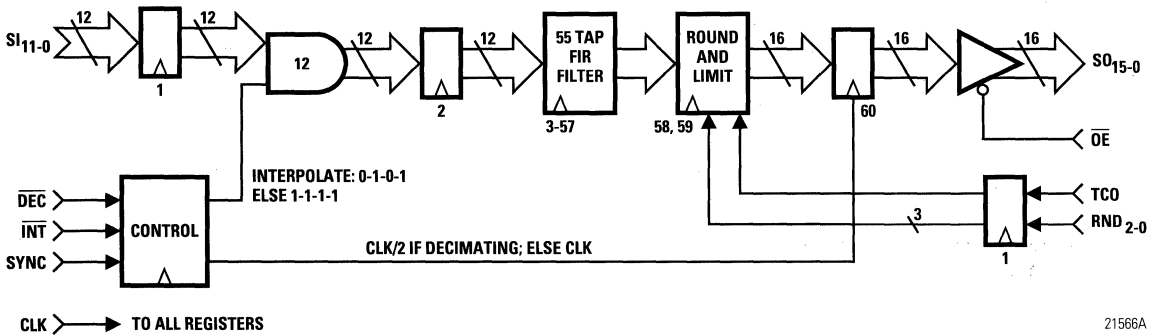 SI11-0
12
12
1
12
12
2
12
55 TAP
FIR
FILTER
3-57
ROUND
AND
LIMIT
58, 59
16
60
16
16
SO15-0
OE
TCO
RND2-0
3
1
INTERPOLATE: 0-1-0-1
ELSE 1-1-1-1
DEC
INT
SYNC
CONTROL
CLK/2 IF DECIMATING; ELSE CLK
CLK
TO ALL REGISTERS
21566A